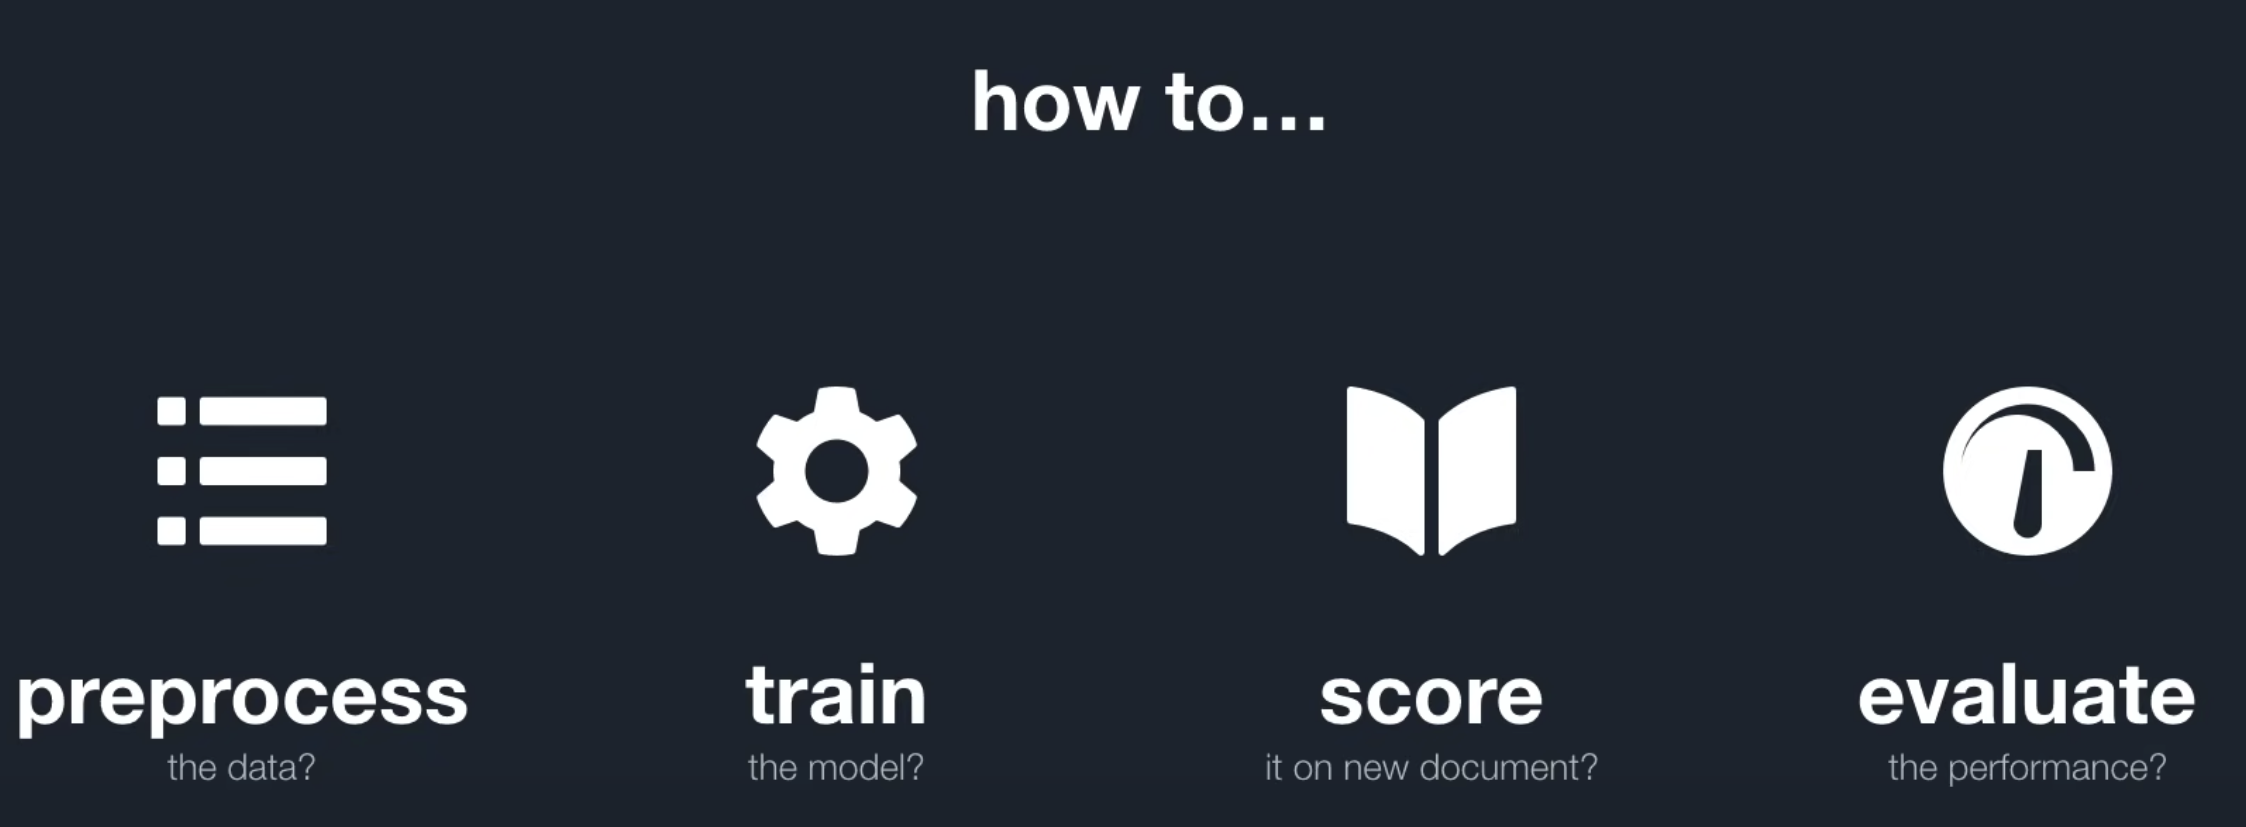 how to...
preprocess
the data?
train
the model?
score
it on new document?
evaluate
the performance?